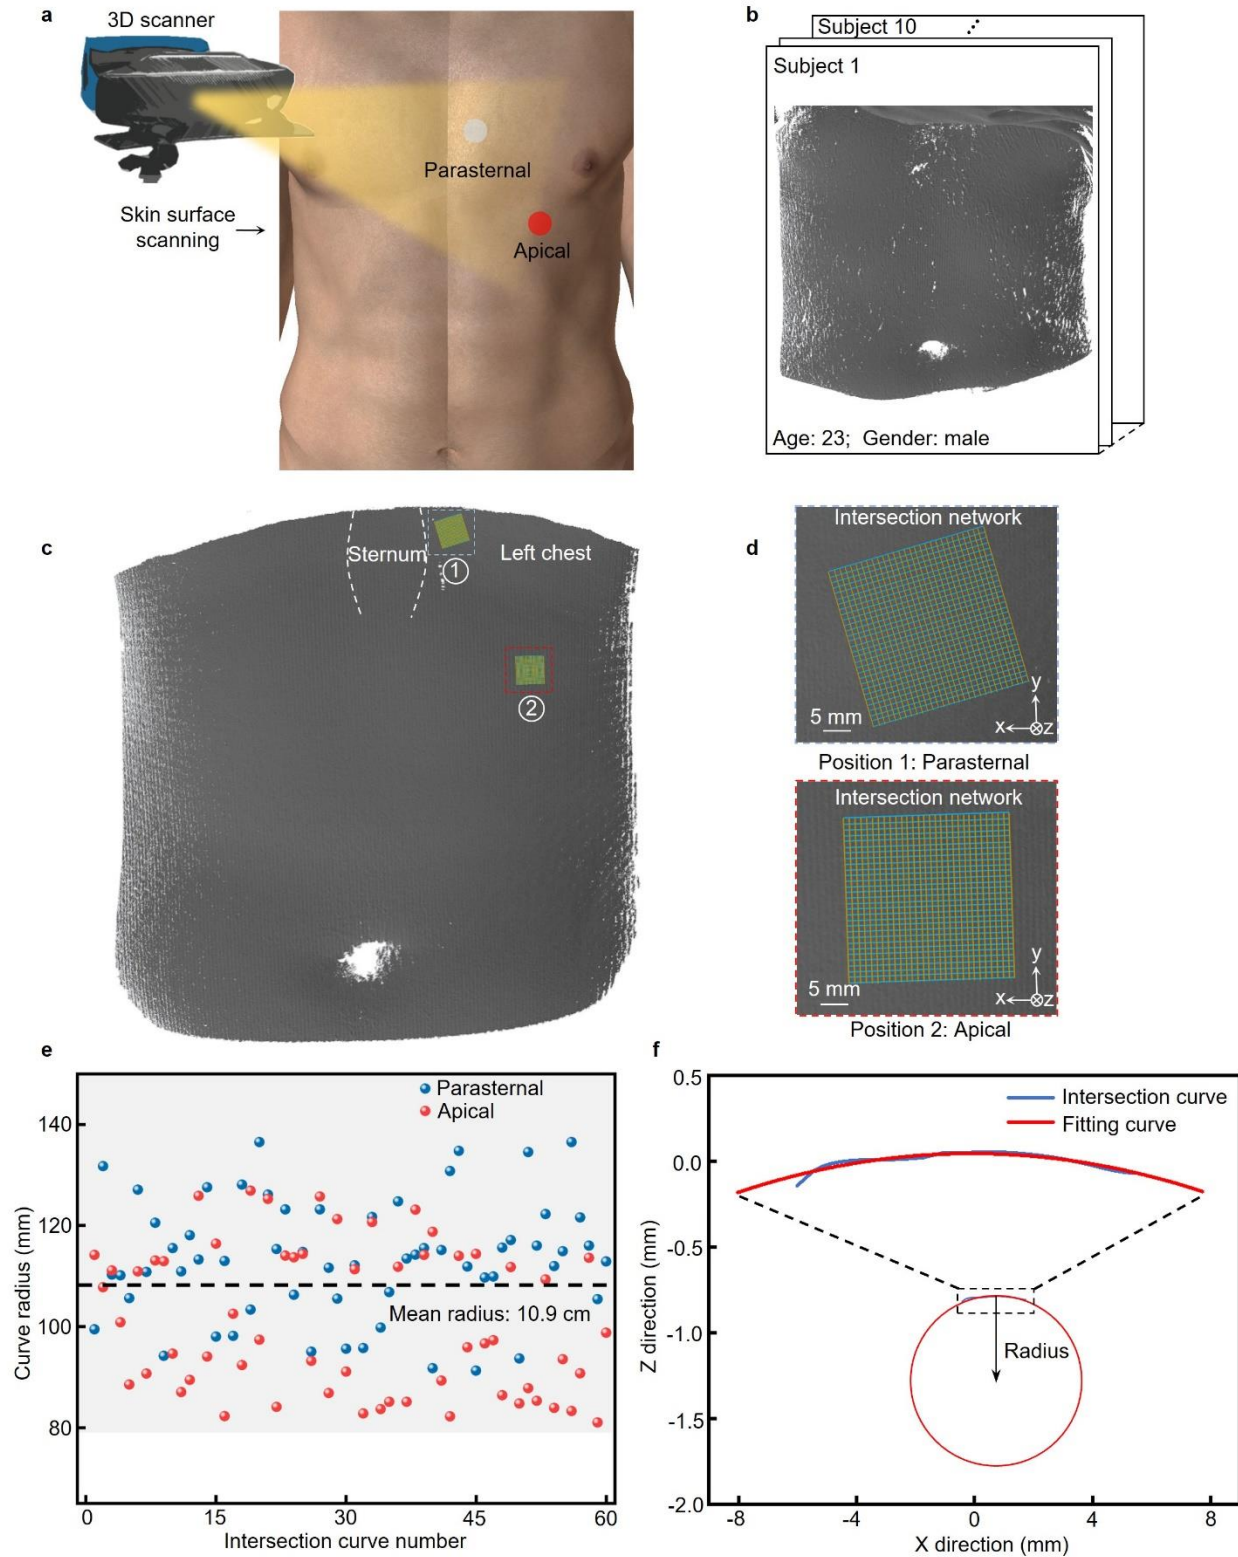 a
3D scanner
Parasternal
Skin surface
scanning
Apical
b
Subject 10
Subject 1
Age: 23; Gender: male
c
Sternum
Left chest
1
2
d
Intersection network
y
5 mm
x
z
Position 1: Parasternal
Intersection network
y
5 mm
x
z
Position 2: Apical
e
Parasternal
Apical
140
120
100
80
Curve radius (mm)
Mean radius: 10.9 cm
0
15
30
45
60
Intersection curve number
f
0.5
0.0
-0.5
-1.0
-1.5
-2.0
Z direction (mm)
Intersection curve
Fitting curve
Radius
-8
-4
0
4
8
X direction (mm)